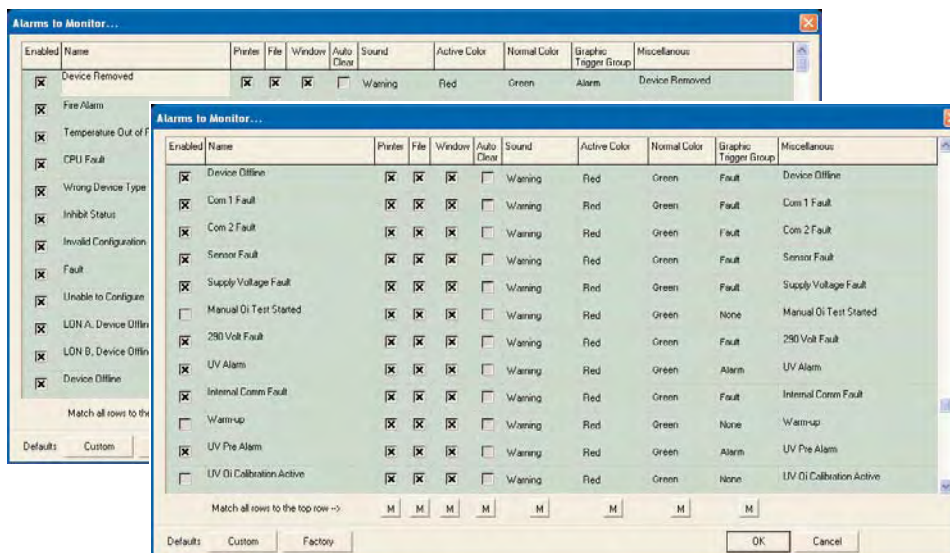 Alarms to Monitor...
Enabled Name Printer File Window Auto Clear Sound Active Color Normal Color Graphic Trigger Group Miscellanous
Device Removed Warning Red Green Alarm Device Removed
Fire Alarm
Temperature Out of
CPU Fault
Wrong Device Type
Inhibit Status
Invalid Configuration
Fault
Unable to Configure
LON A, Device Offlin
LON B, Device Offlin
Device Offline
Match all rows to the
Defaults Custom
Alarms to Monitor...
Enabled Name Printer File Window Auto Clear Sound Active Color Normal Color Graphic Trigger Group Miscellanous
Device Offline Warning Red Green Fault Device Offline
Com 1 Fault Warning Red Green Fault Com 1 Fault
Com 2 Fault Warning Red Green Fault Com 2 Fault
Sensor Fault Warning Red Green Fault Sensor Fault
Supply Voltage Fault Warning Red Green Fault Supply Voltage Fault
Manual Oi Test Started Warning Red Green None Manual Oi Test Started
290 Volt Fault Warning Red Green Fault 290 Volt Fault
UV Alarm Warning Red Green Alarm UV Alarm
Internal Comm Fault Warning Red Green Fault Internal Comm Fault
Warm-up Warning Red Green None Warm-up
UV Pre Alarm Warning Red Green Alarm UV Pre Alarm
UV Oi Calibration Active Warning Red Green None UV Oi Calibration Active
Match all rows to the top row --> M M M M M M M M
Defaults Custom Factory OK Cancel